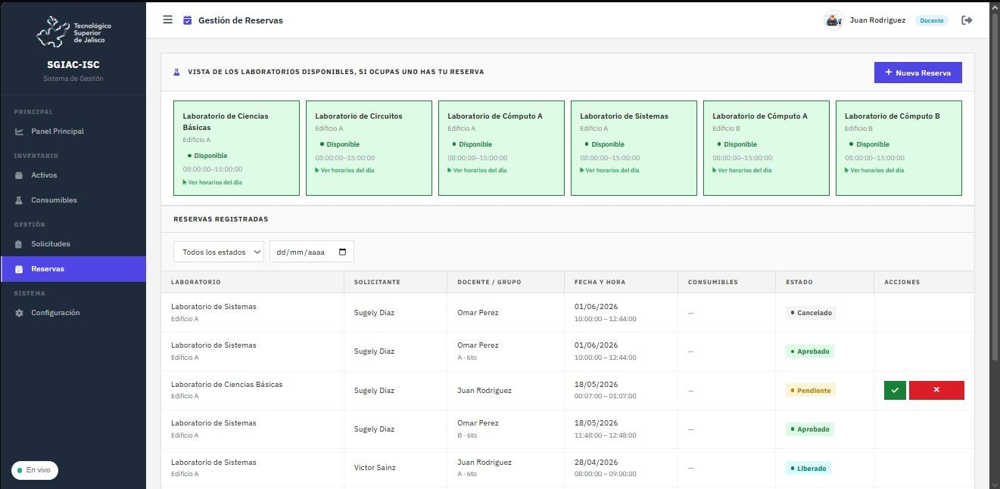 Tecnológico
Superior
de Jalisco
SGIAC-ISC
Sistema de Gestión
PRINCIPAL
Panel Principal
INVENTARIO
Activos
Consumibles
GESTIÓN
Solicitudes
Reservas
SISTEMA
Configuración
En vivo
Gestión de Reservas
Juan Rodriguez
Docente
VISTA DE LOS LABORATORIOS DISPONIBLES, SI OCUPAS UNO HAS TU RESERVA
+ Nueva Reserva
Laboratorio de Ciencias
Básicas
Edificio A
Disponible
08:00:00–15:00:00
Ver horarios del día
Laboratorio de Circuitos
Edificio A
Disponible
08:00:00–15:00:00
Ver horarios del día
Laboratorio de Cómputo A
Edificio A
Disponible
08:00:00–15:00:00
Ver horarios del día
Laboratorio de Sistemas
Edificio A
Disponible
08:00:00–15:00:00
Ver horarios del día
Laboratorio de Cómputo A
Edificio B
Disponible
08:00:00–15:00:00
Ver horarios del día
Laboratorio de Cómputo B
Edificio B
Disponible
08:00:00–15:00:00
Ver horarios del día
RESERVAS REGISTRADAS
Todos los estados dd/mm/aaaa
LABORATORIO SOLICITANTE DOCENTE / GRUPO FECHA Y HORA CONSUMIBLES ESTADO ACCIONES
Laboratorio de Sistemas
Edificio A
Sugely Diaz
Omar Perez
01/06/2026
10:00:00 – 12:44:00
—
Cancelado
Laboratorio de Sistemas
Edificio A
Sugely Diaz
Omar Perez
A · 6to
01/06/2026
10:00:00 – 12:44:00
—
Aprobado
Laboratorio de Ciencias Básicas
Edificio A
Sugely Diaz
Juan Rodriguez
18/05/2026
00:07:00 – 01:07:00
—
Pendiente
Laboratorio de Sistemas
Edificio A
Sugely Diaz
Omar Perez
B · 6to
18/05/2026
11:48:00 – 12:48:00
—
Aprobado
Laboratorio de Sistemas
Edificio A
Victor Sainz
Juan Rodriguez
A · 6to
28/04/2026
08:00:00 – 09:00:00
—
Liberado